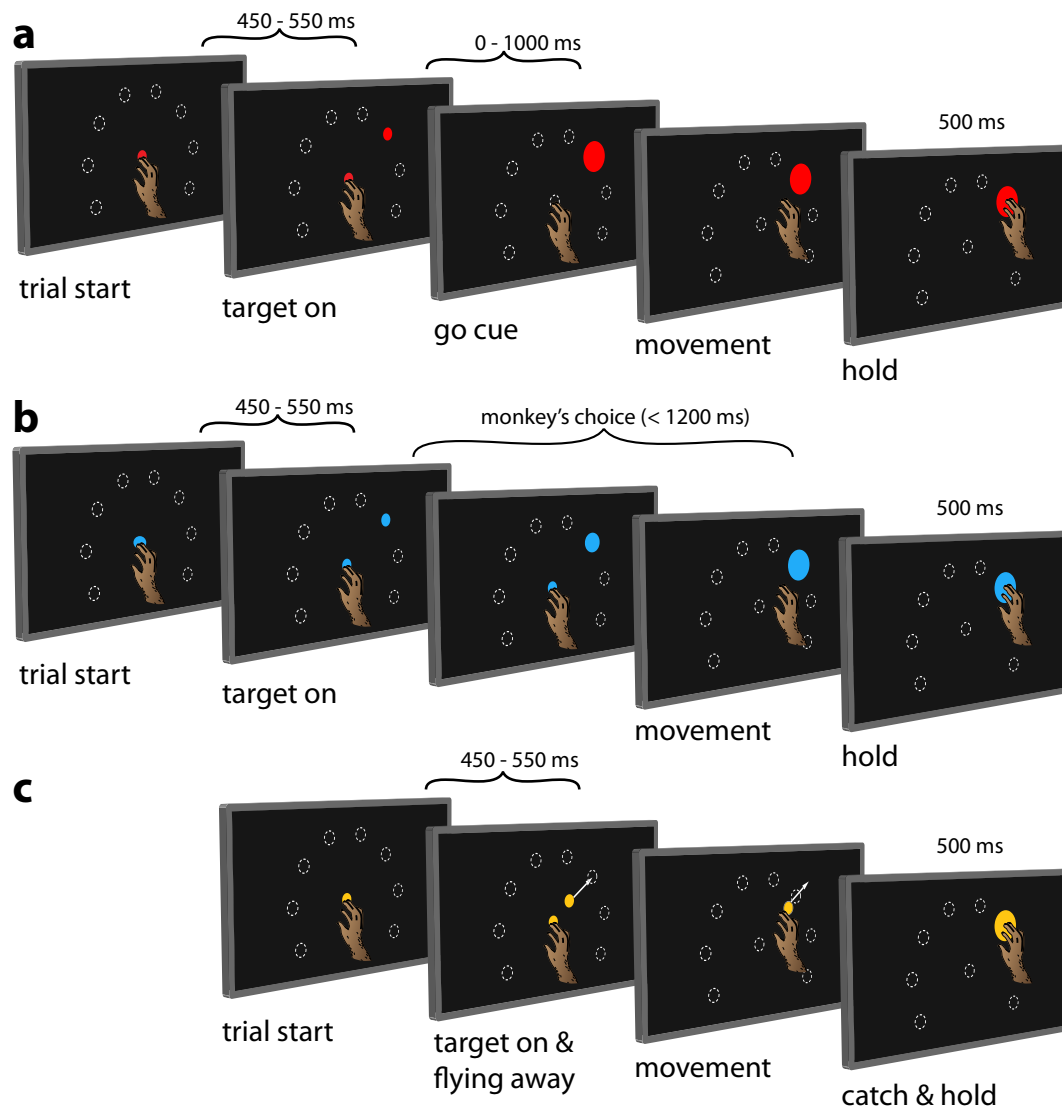 a
450 - 550 ms
0 - 1000 ms
500 ms
trial start
target on
go cue
movement
hold
b
450 - 550 ms
monkey's choice (< 1200 ms)
500 ms
trial start
target on
movement
hold
c
450 - 550 ms
500 ms
trial start
target on &
flying away
movement
catch & hold